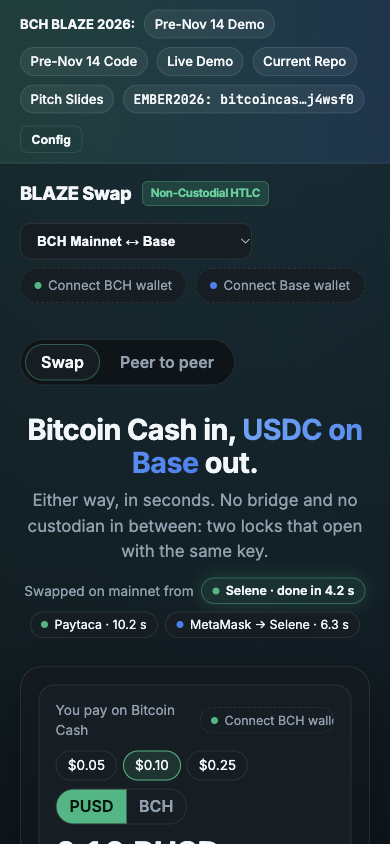 BCH BLAZE 2026: Pre-Nov 14 Demo
Pre-Nov 14 Code Live Demo Current Repo
Pitch Slides EMBER2026: bitcoincas…j4wsf0
Config
BLAZE Swap Non-Custodial HTLC
BCH Mainnet ↔ Base
Connect BCH wallet Connect Base wallet
Swap Peer to peer
Bitcoin Cash in, USDC on
Base out.
Either way, in seconds. No bridge and no
custodian in between: two locks that open
with the same key.
Swapped on mainnet from Selene · done in 4.2 s
Paytaca · 10.2 s MetaMask → Selene · 6.3 s
You pay on Bitcoin
Cash
Connect BCH
$0.05 $0.10 $0.25
PUSD BCH
0.10 PUSD